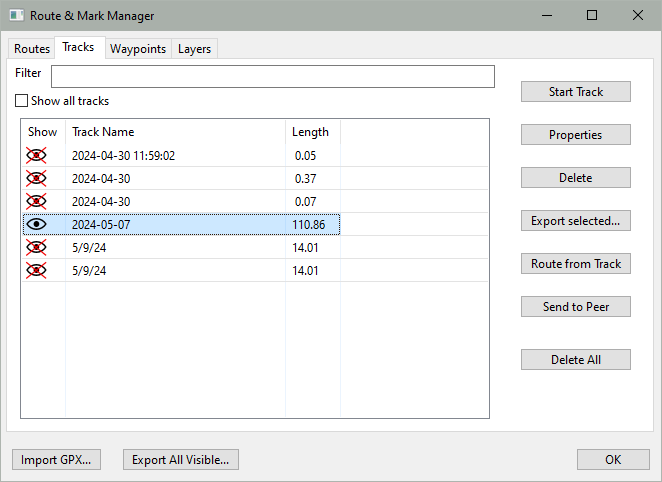 Route & Mark Manager
Routes Tracks Waypoints Layers
Filter
Show all tracks
Show Track Name Length
2024-04-30 11:59:02 0.05
2024-04-30 0.37
2024-04-30 0.07
2024-05-07 110.86
5/9/24 14.01
5/9/24 14.01
Start Track
Properties
Delete
Export selected...
Route from Track
Send to Peer
Delete All
Import GPX... Export All Visible... OK